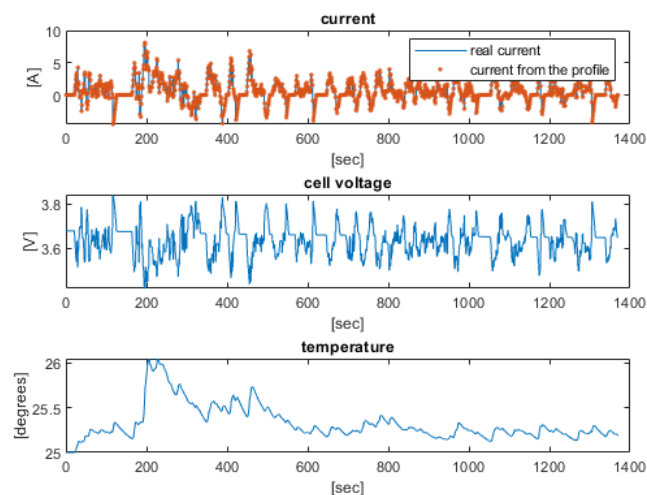 current
10
5
0
[A]
real current
current from the profile
0 200 400 600 800 1000 1200 1400
[sec]
cell voltage
3.8
3.6
[V]
0 200 400 600 800 1000 1200 1400
[sec]
temperature
26
25.5
25
[degrees]
0 200 400 600 800 1000 1200 1400
[sec]